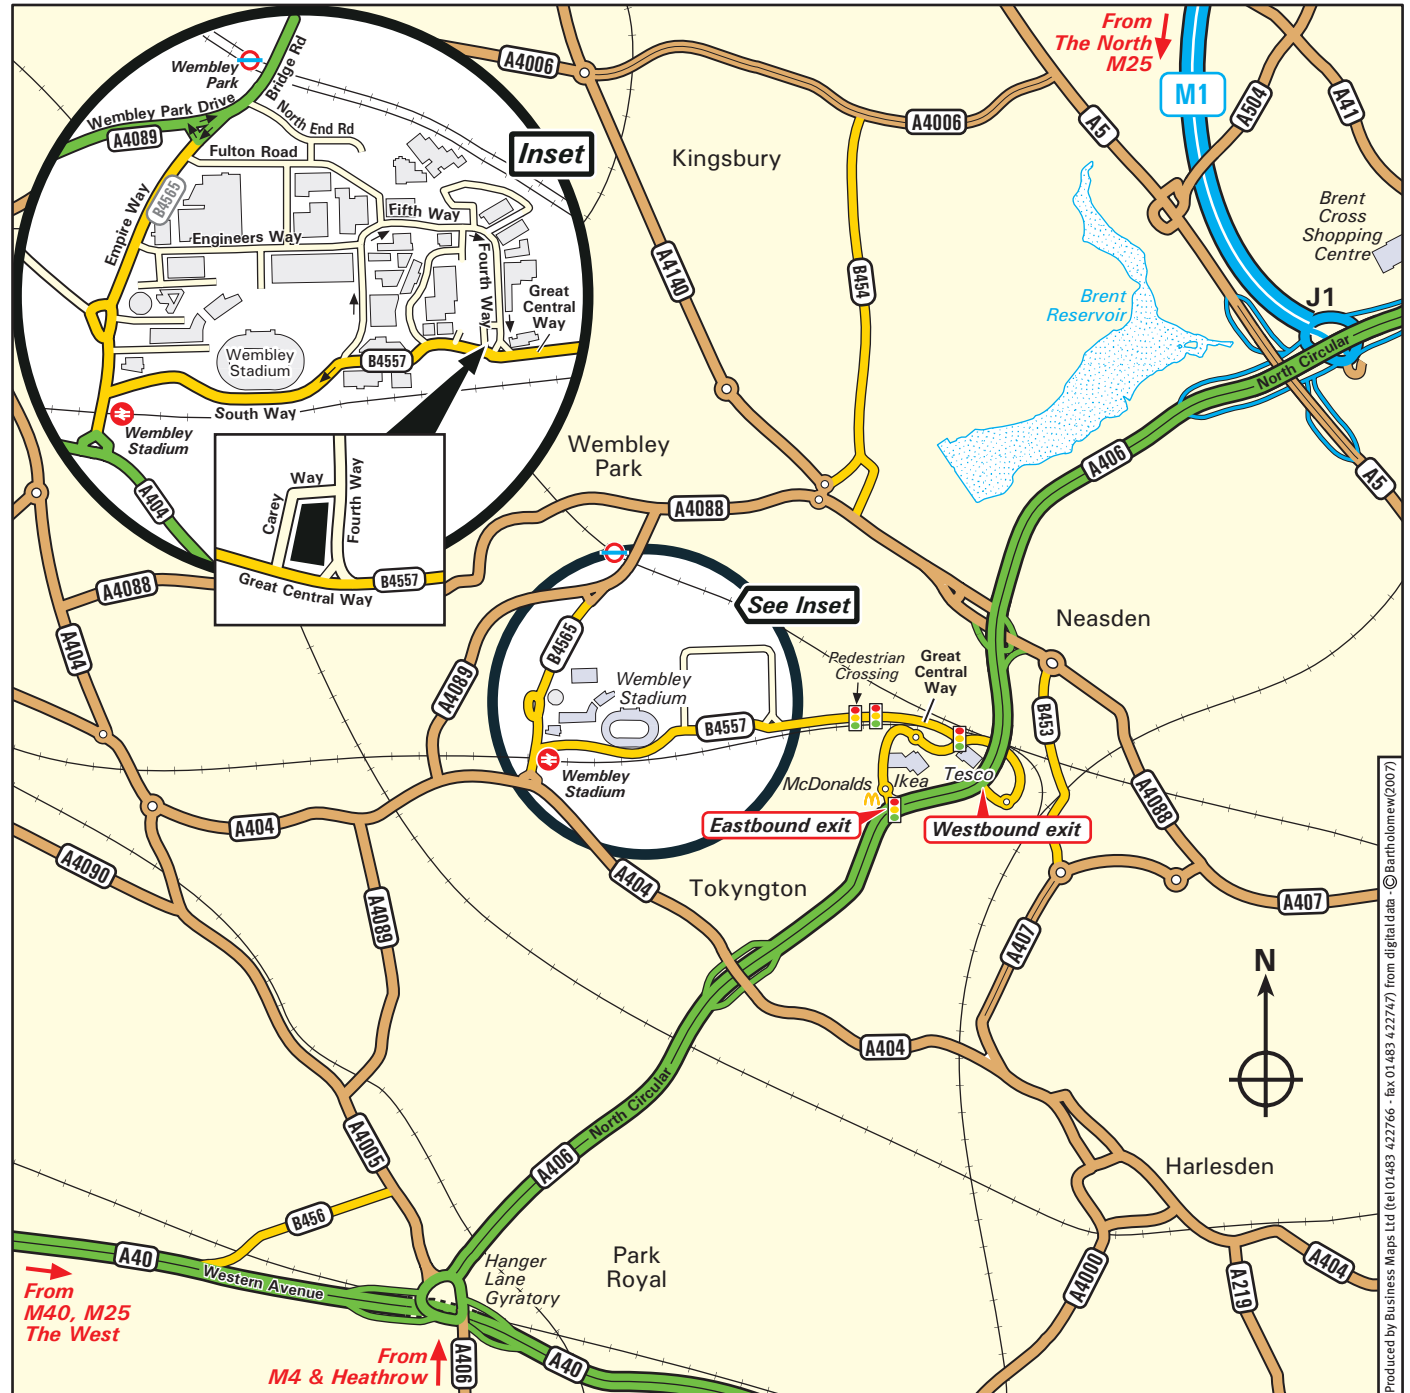 From
The North
M25
M1
A4006
A4006
A5
A504
A41
Kingsbury
Wembley
Park
Bridge Rd
Wembley Park Drive
A4089
North End Rd
Fulton Road
Inset
B4565
Empire Way
Fifth Way
Engineers Way
Fourth Way
Great
Central
Way
Wembley
Stadium
B4557
South Way
Wembley
Stadium
A404
Carey
Way
Fourth Way
Great Central Way
B4557
A4140
B454
Brent
Reservoir
Brent
Cross
Shopping
Centre
J1
North Circular
A406
A5
Wembley
Park
A4088
A4088
A404
See Inset
Neasden
B4565
A4089
Wembley
Stadium
B4557
Pedestrian
Crossing
Great
Central
Way
B453
Wembley
Stadium
McDonalds
Ikea
Tesco
A4088
Eastbound exit
Westbound exit
A404
A4090
A404
Tokyngton
A4089
A407
A407
N
A404
North Circular
A4005
A406
Harlesden
B456
A40
Western Avenue
Hanger
Lane
Gyratory
Park
Royal
A4000
A404
A219
From
M40, M25
The West
From
M4 & Heathrow
A406
A40
Produced by Business Maps Ltd (tel 01483 422766 - fax 01483 422747) from digital data - © Bartholomew(2007)